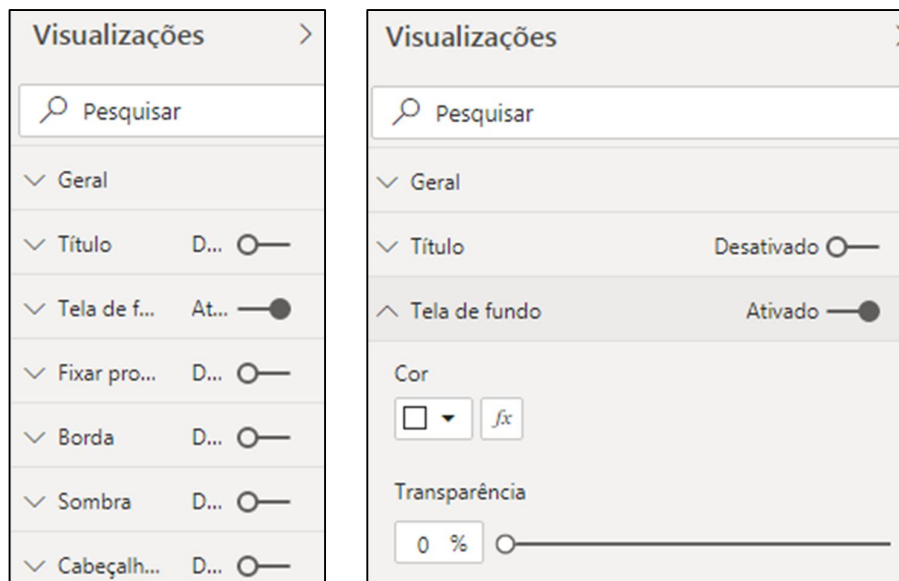 Visualizações
Pesquisar
Geral
Título D...
Tela de f... At...
Fixar pro... D...
Borda D...
Sombra D...
Cabeçalh... D...
Visualizações
Pesquisar
Geral
Título Desativado
Tela de fundo Ativado
Cor
fx
Transparência
0 %